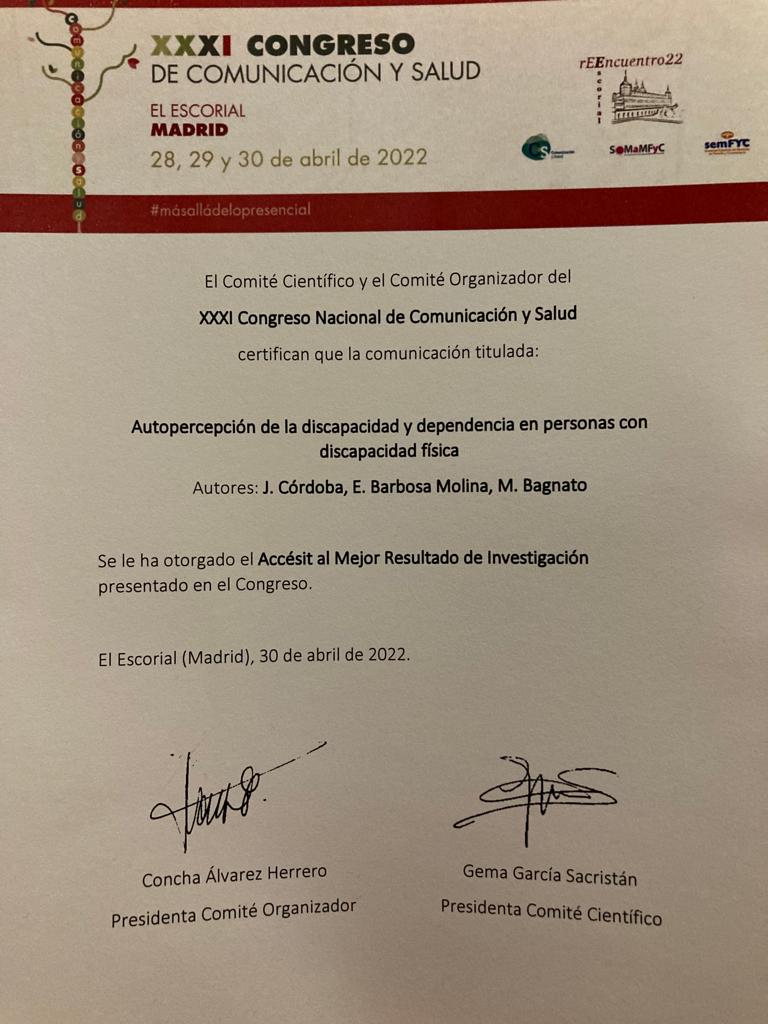 XXXI CONGRESO
DE COMUNICACIÓN Y SALUD
EL ESCORIAL
MADRID
28, 29 y 30 de abril de 2022
#másalládelopresencial
Comunicación y Salud
rEEncuentro22
scorial
CS
SoMaMFyC
semFYC
El Comité Científico y el Comité Organizador del
XXXI Congreso Nacional de Comunicación y Salud
certifican que la comunicación titulada:
Autopercepción de la discapacidad y dependencia en personas con
discapacidad física
Autores: J. Córdoba, E. Barbosa Molina, M. Bagnato
Se le ha otorgado el Accésit al Mejor Resultado de Investigación
presentado en el Congreso.
El Escorial (Madrid), 30 de abril de 2022.
Concha Álvarez Herrero
Presidenta Comité Organizador
Gema García Sacristán
Presidenta Comité Científico